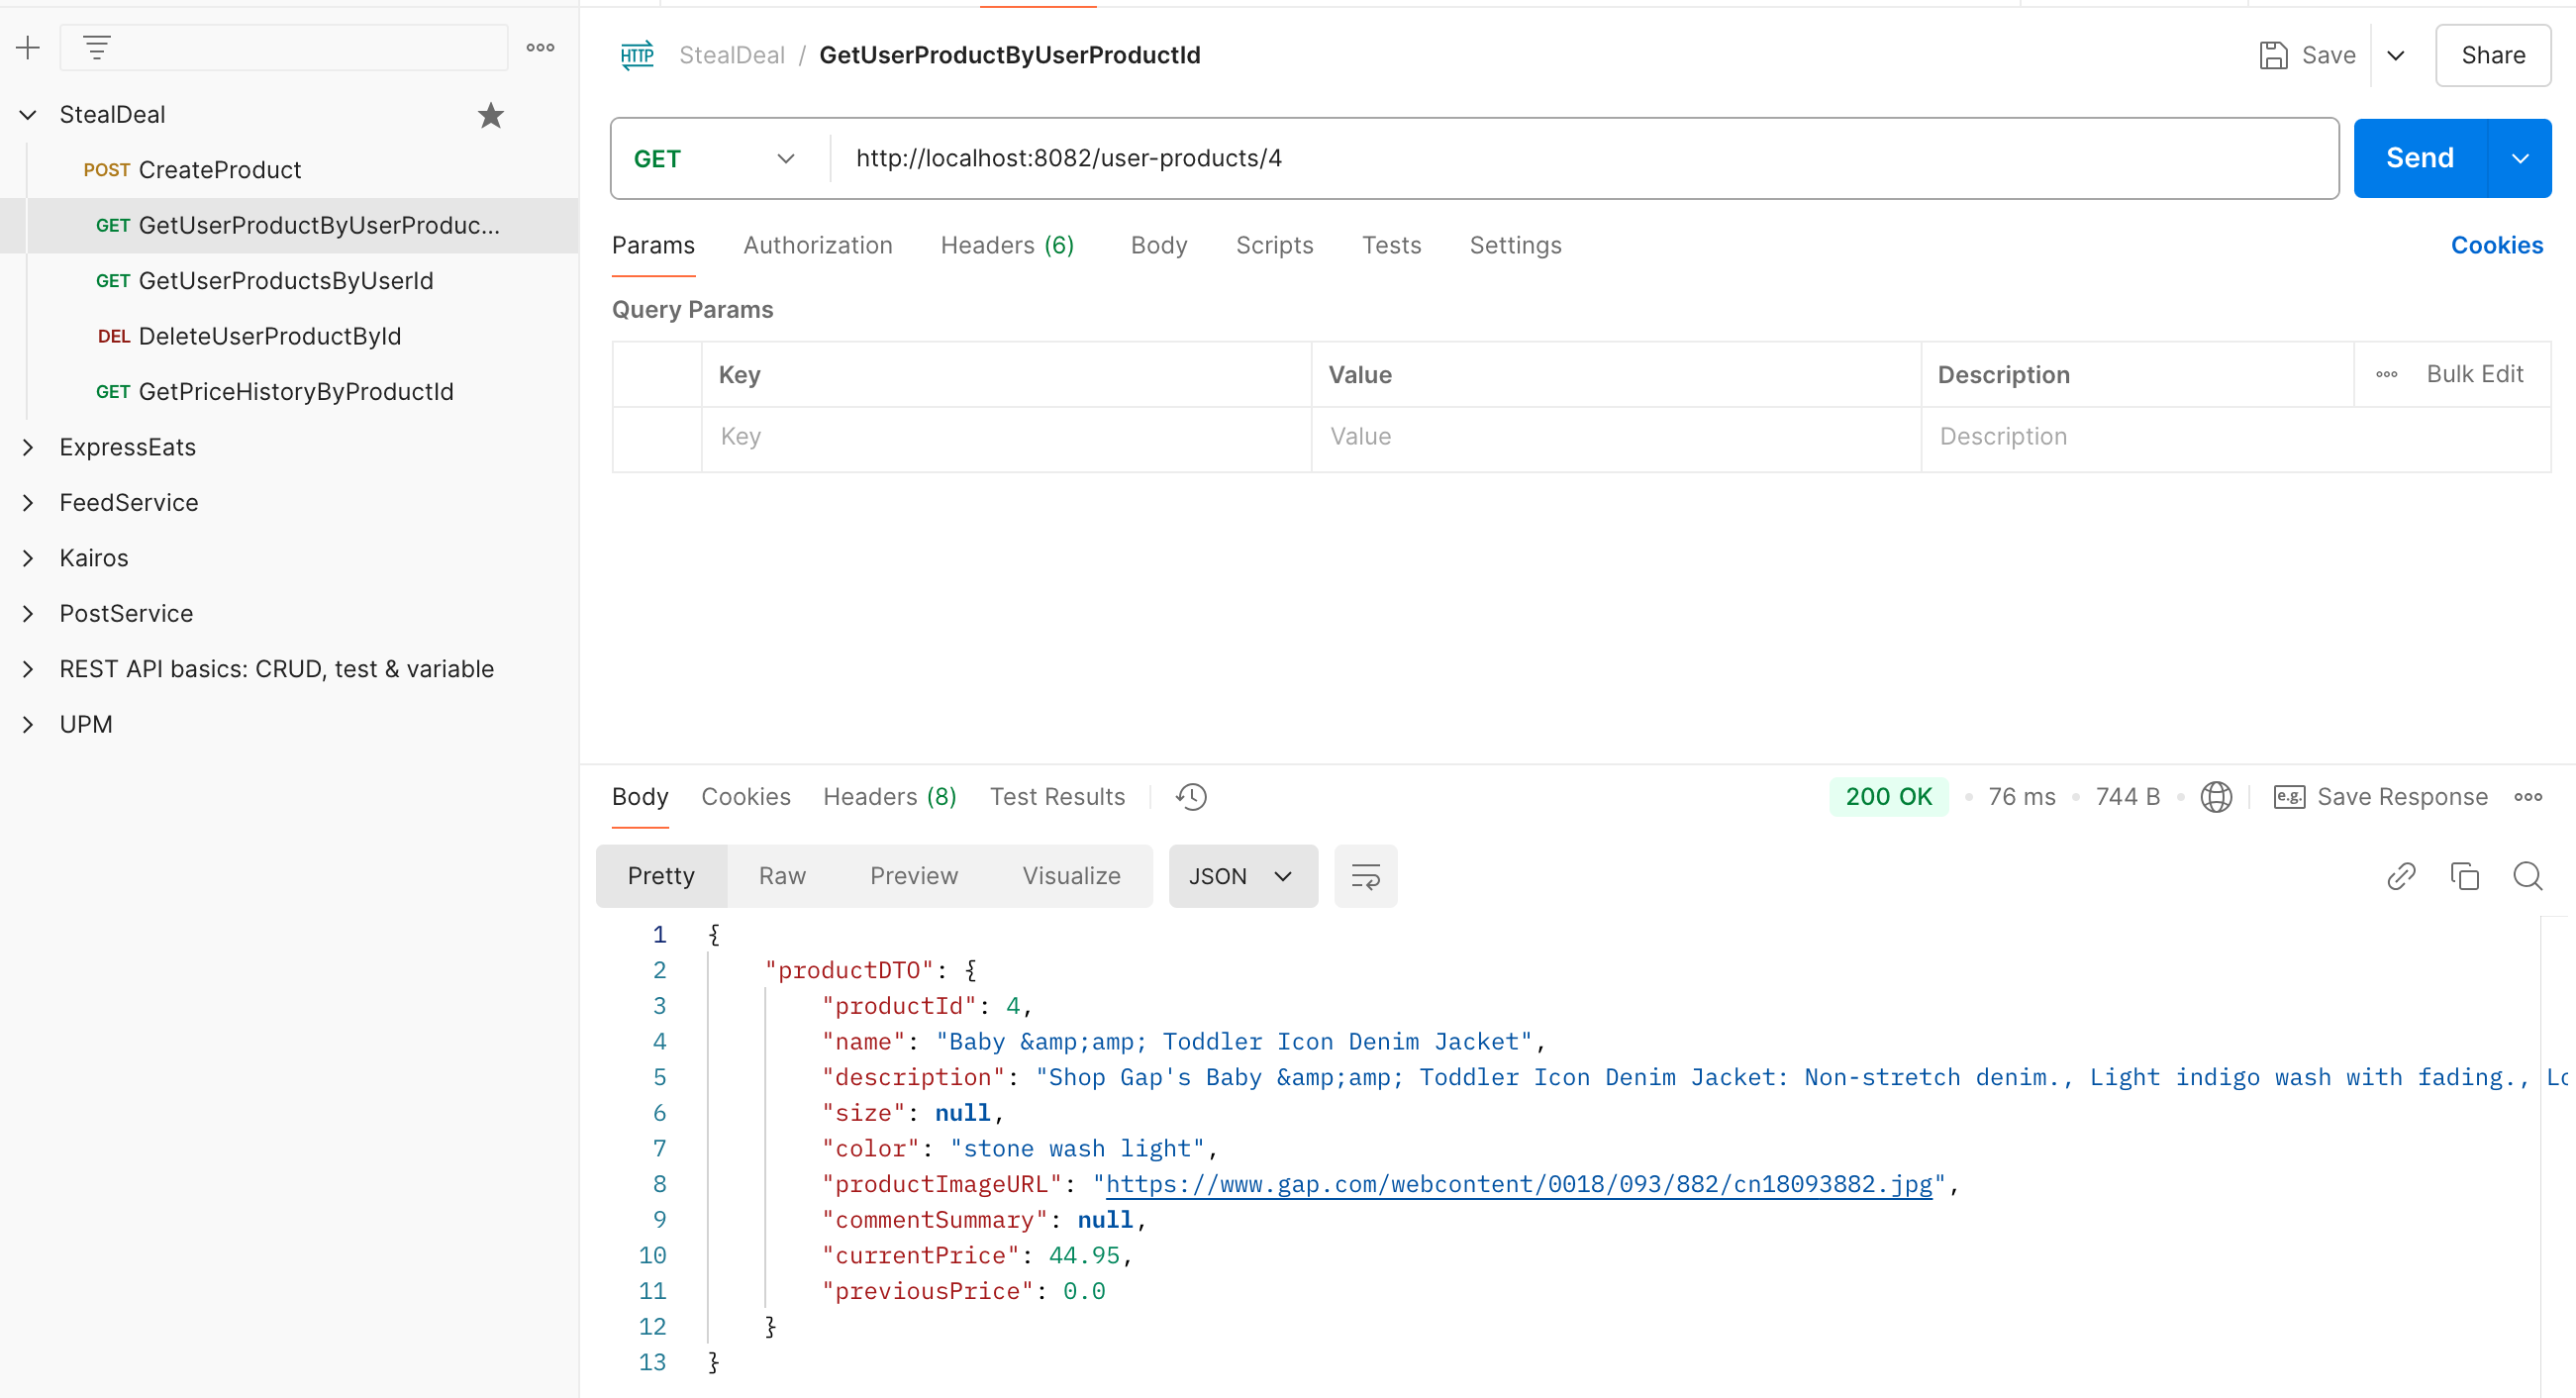 StealDeal
POST CreateProduct
GET GetUserProductByUserProduc...
GET GetUserProductsByUserId
DEL DeleteUserProductById
GET GetPriceHistoryByProductId
ExpressEats
FeedService
Kairos
PostService
REST API basics: CRUD, test & variable
UPM
HTTP StealDeal / GetUserProductByUserProductId Save Share
GET http://localhost:8082/user-products/4 Send
Params Authorization Headers (6) Body Scripts Tests Settings Cookies
Query Params
Key Value Description Bulk Edit
Key Value Description
Body Cookies Headers (8) Test Results 200 OK 76 ms 744 B e.g. Save Response
Pretty Raw Preview Visualize JSON
1 {
2 "productDTO": {
3 "productId": 4,
4 "name": "Baby &amp;amp; Toddler Icon Denim Jacket",
5 "description": "Shop Gap's Baby &amp;amp; Toddler Icon Denim Jacket: Non-stretch denim., Light indigo wash with fading., Lo
6 "size": null,
7 "color": "stone wash light",
8 "productImageURL": "https://www.gap.com/webcontent/0018/093/882/cn18093882.jpg",
9 "commentSummary": null,
10 "currentPrice": 44.95,
11 "previousPrice": 0.0
12 }
13 }